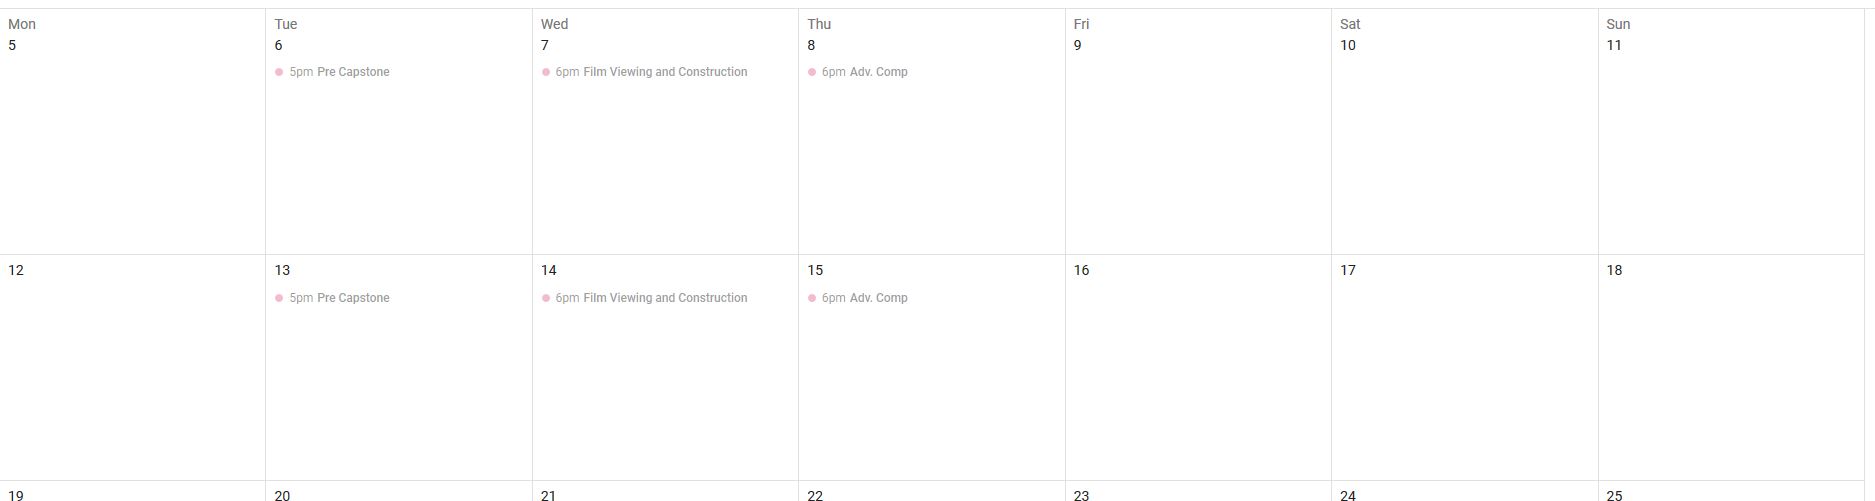 Mon Tue Wed Thu Fri Sat Sun
5 6 7 8 9 10 11
5pm Pre Capstone 6pm Film Viewing and Construction 6pm Adv. Comp
12 13 14 15 16 17 18
5pm Pre Capstone 6pm Film Viewing and Construction 6pm Adv. Comp
19 20 21 22 23 24 25